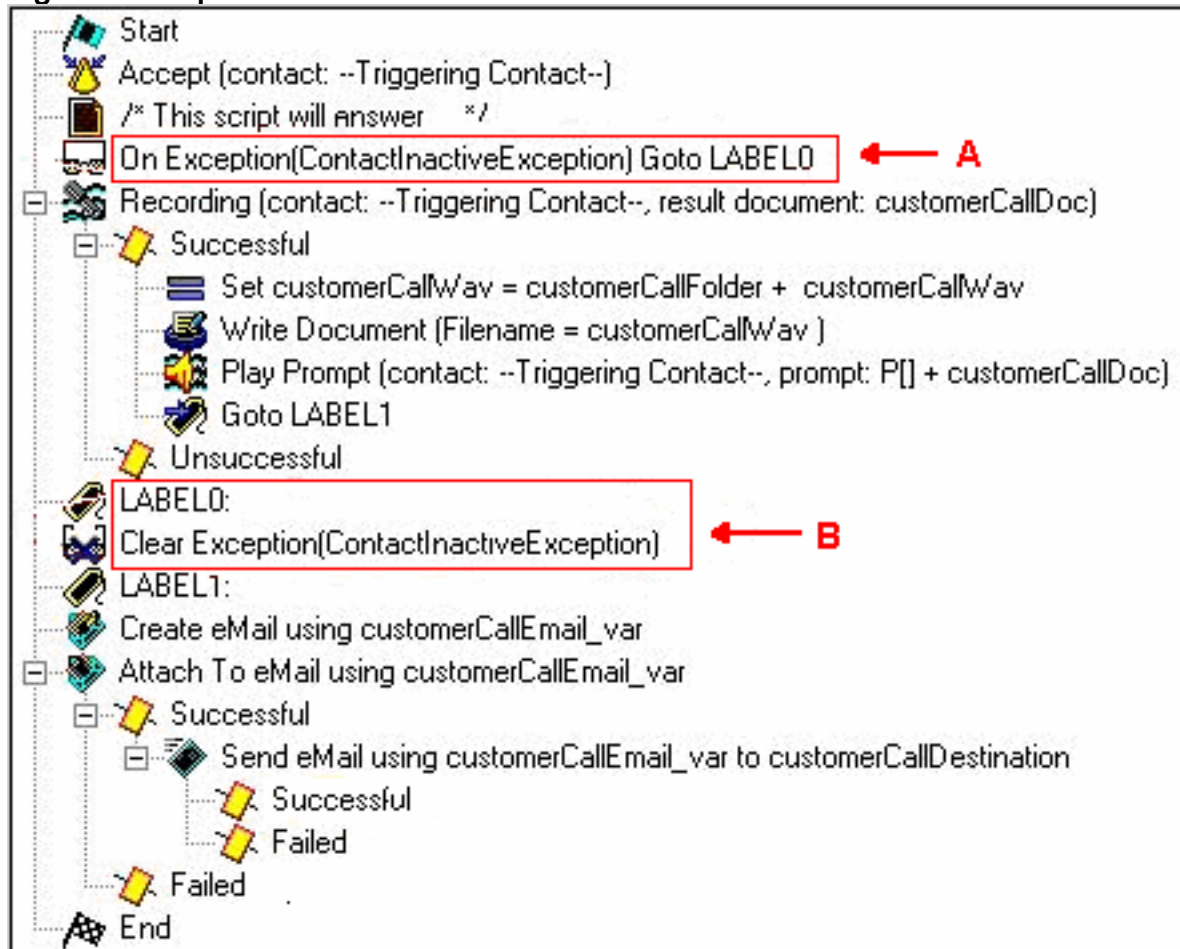 Start
Accept (contact: --Triggering Contact--)
/* This script will answer */
On Exception(ContactInactiveException) Goto LABEL0
A
Recording (contact: --Triggering Contact--, result document: customerCallDoc)
Successful
Set customerCallWav = customerCallFolder + customerCallWav
Write Document (Filename = customerCallWav )
Play Prompt (contact: --Triggering Contact--, prompt: P[] + customerCallDoc)
Goto LABEL1
Unsuccessful
LABEL0:
Clear Exception(ContactInactiveException)
B
LABEL1:
Create eMail using customerCallEmail_var
Attach To eMail using customerCallEmail_var
Successful
Send eMail using customerCallEmail_var to customerCallDestination
Successful
Failed
Failed
End